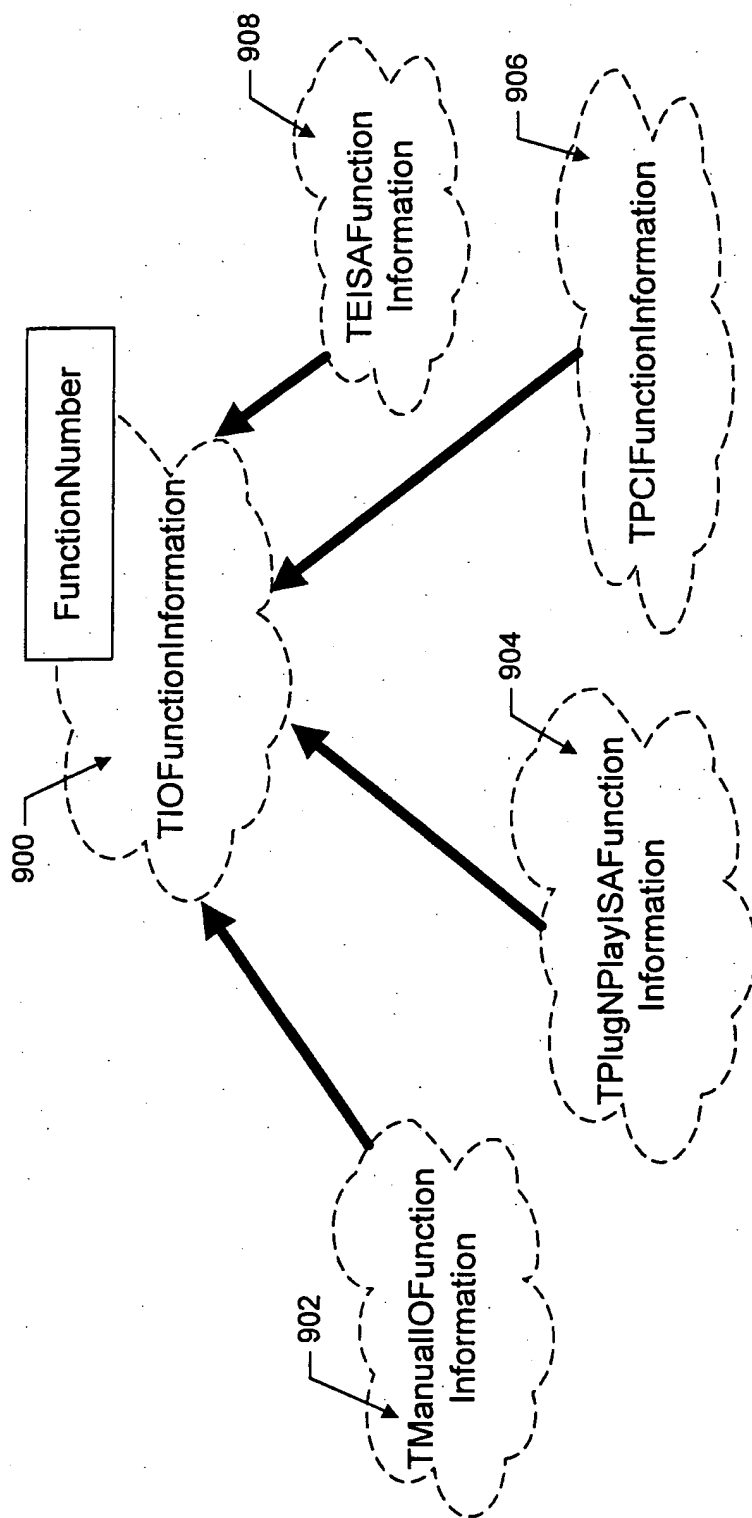 FunctionNumber
900
TIOFunctionInformation
902
TManualIOFunction
Information
904
TPlugNPlayISAFunction
Information
906
TPCIFunctionInformation
908
TEISAFunction
Information